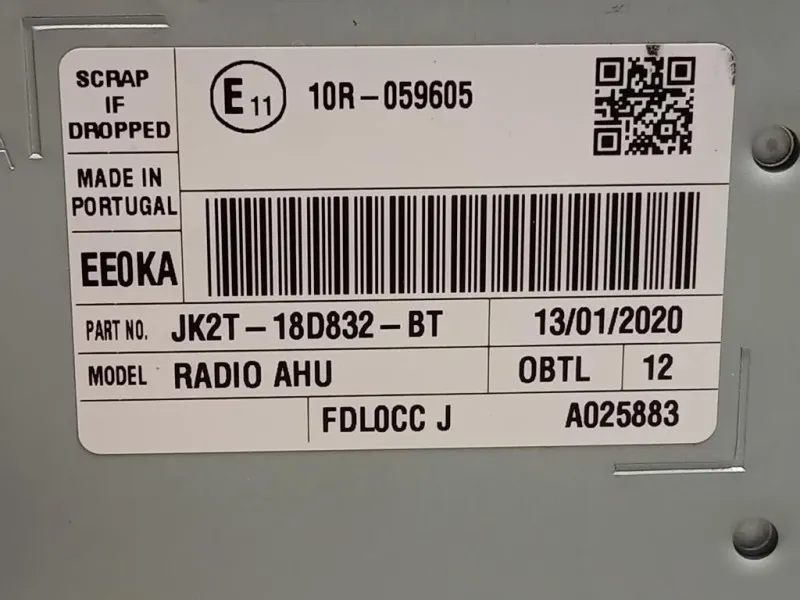 SCRAP
IF
DROPPED
E11 10R-059605
MADE IN
PORTUGAL
EE0KA
PART NO. JK2T-18D832-BT 13/01/2020
MODEL RADIO AHU OBTL 12
FDL0CC J A025883